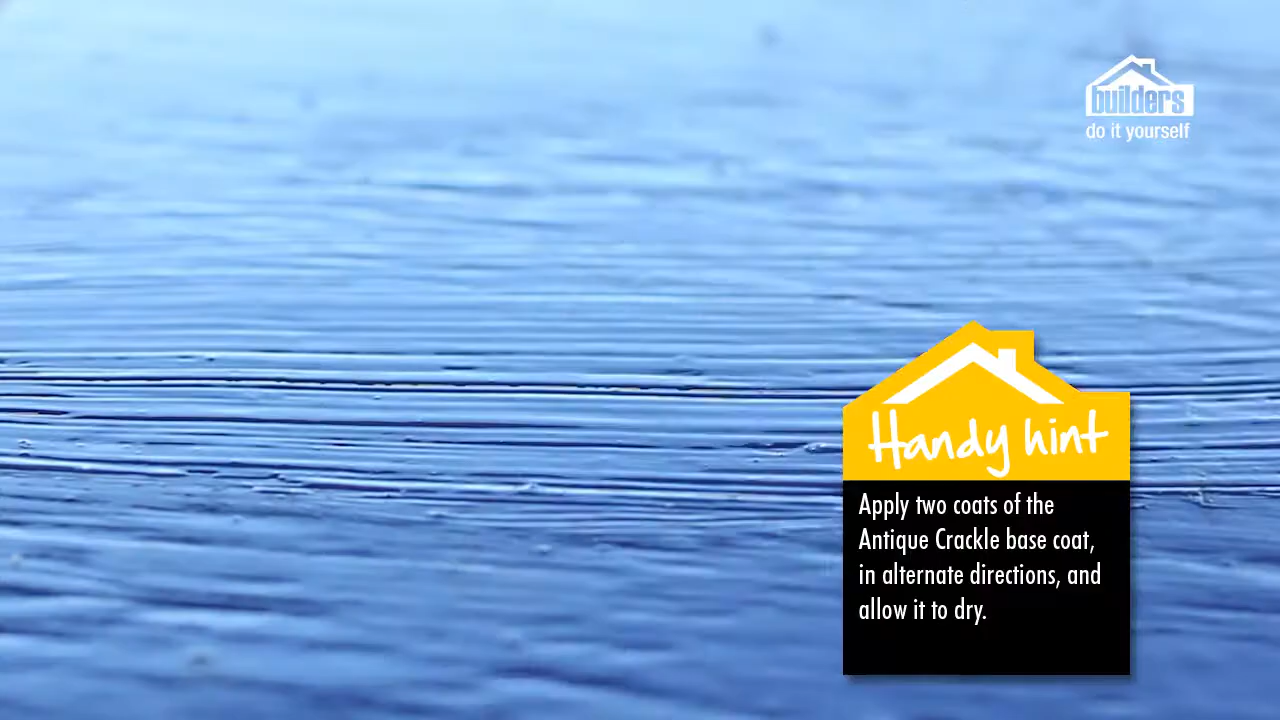 builders
do it yourself
Handy hint
Apply two coats of the
Antique Crackle base coat,
in alternate directions, and
allow it to dry.